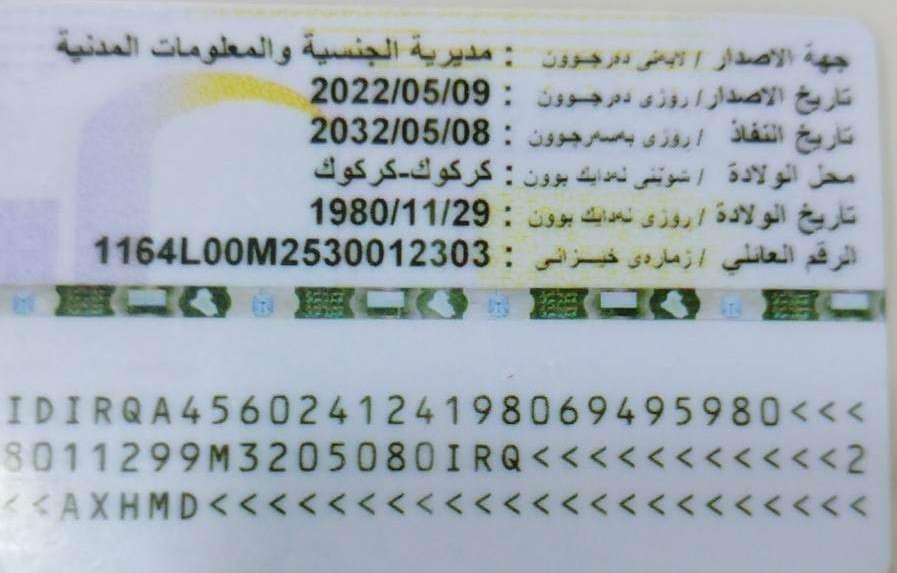 جهة الاصدار / لايەنی دەرچوون : مديرية الجنسية والمعلومات المدنية
تاريخ الاصدار / رۆژی دەرچوون : 2022/05/09
تاريخ النفاذ / رۆژی بەسەرچوون : 2032/05/08
محل الولادة / شوێنی لەدایك بوون : كركوك-كركوك
تاريخ الولادة / رۆژی لەدایك بوون : 1980/11/29
الرقم العائلي / ژمارەی خێزانی : 1164L00M2530012303
IDIRQA456024124198069495980<<<
8011299M3205080IRQ<<<<<<<<<<<2
<<AXHMD<<<<<<<<<<<<<<<<<<<<<<<